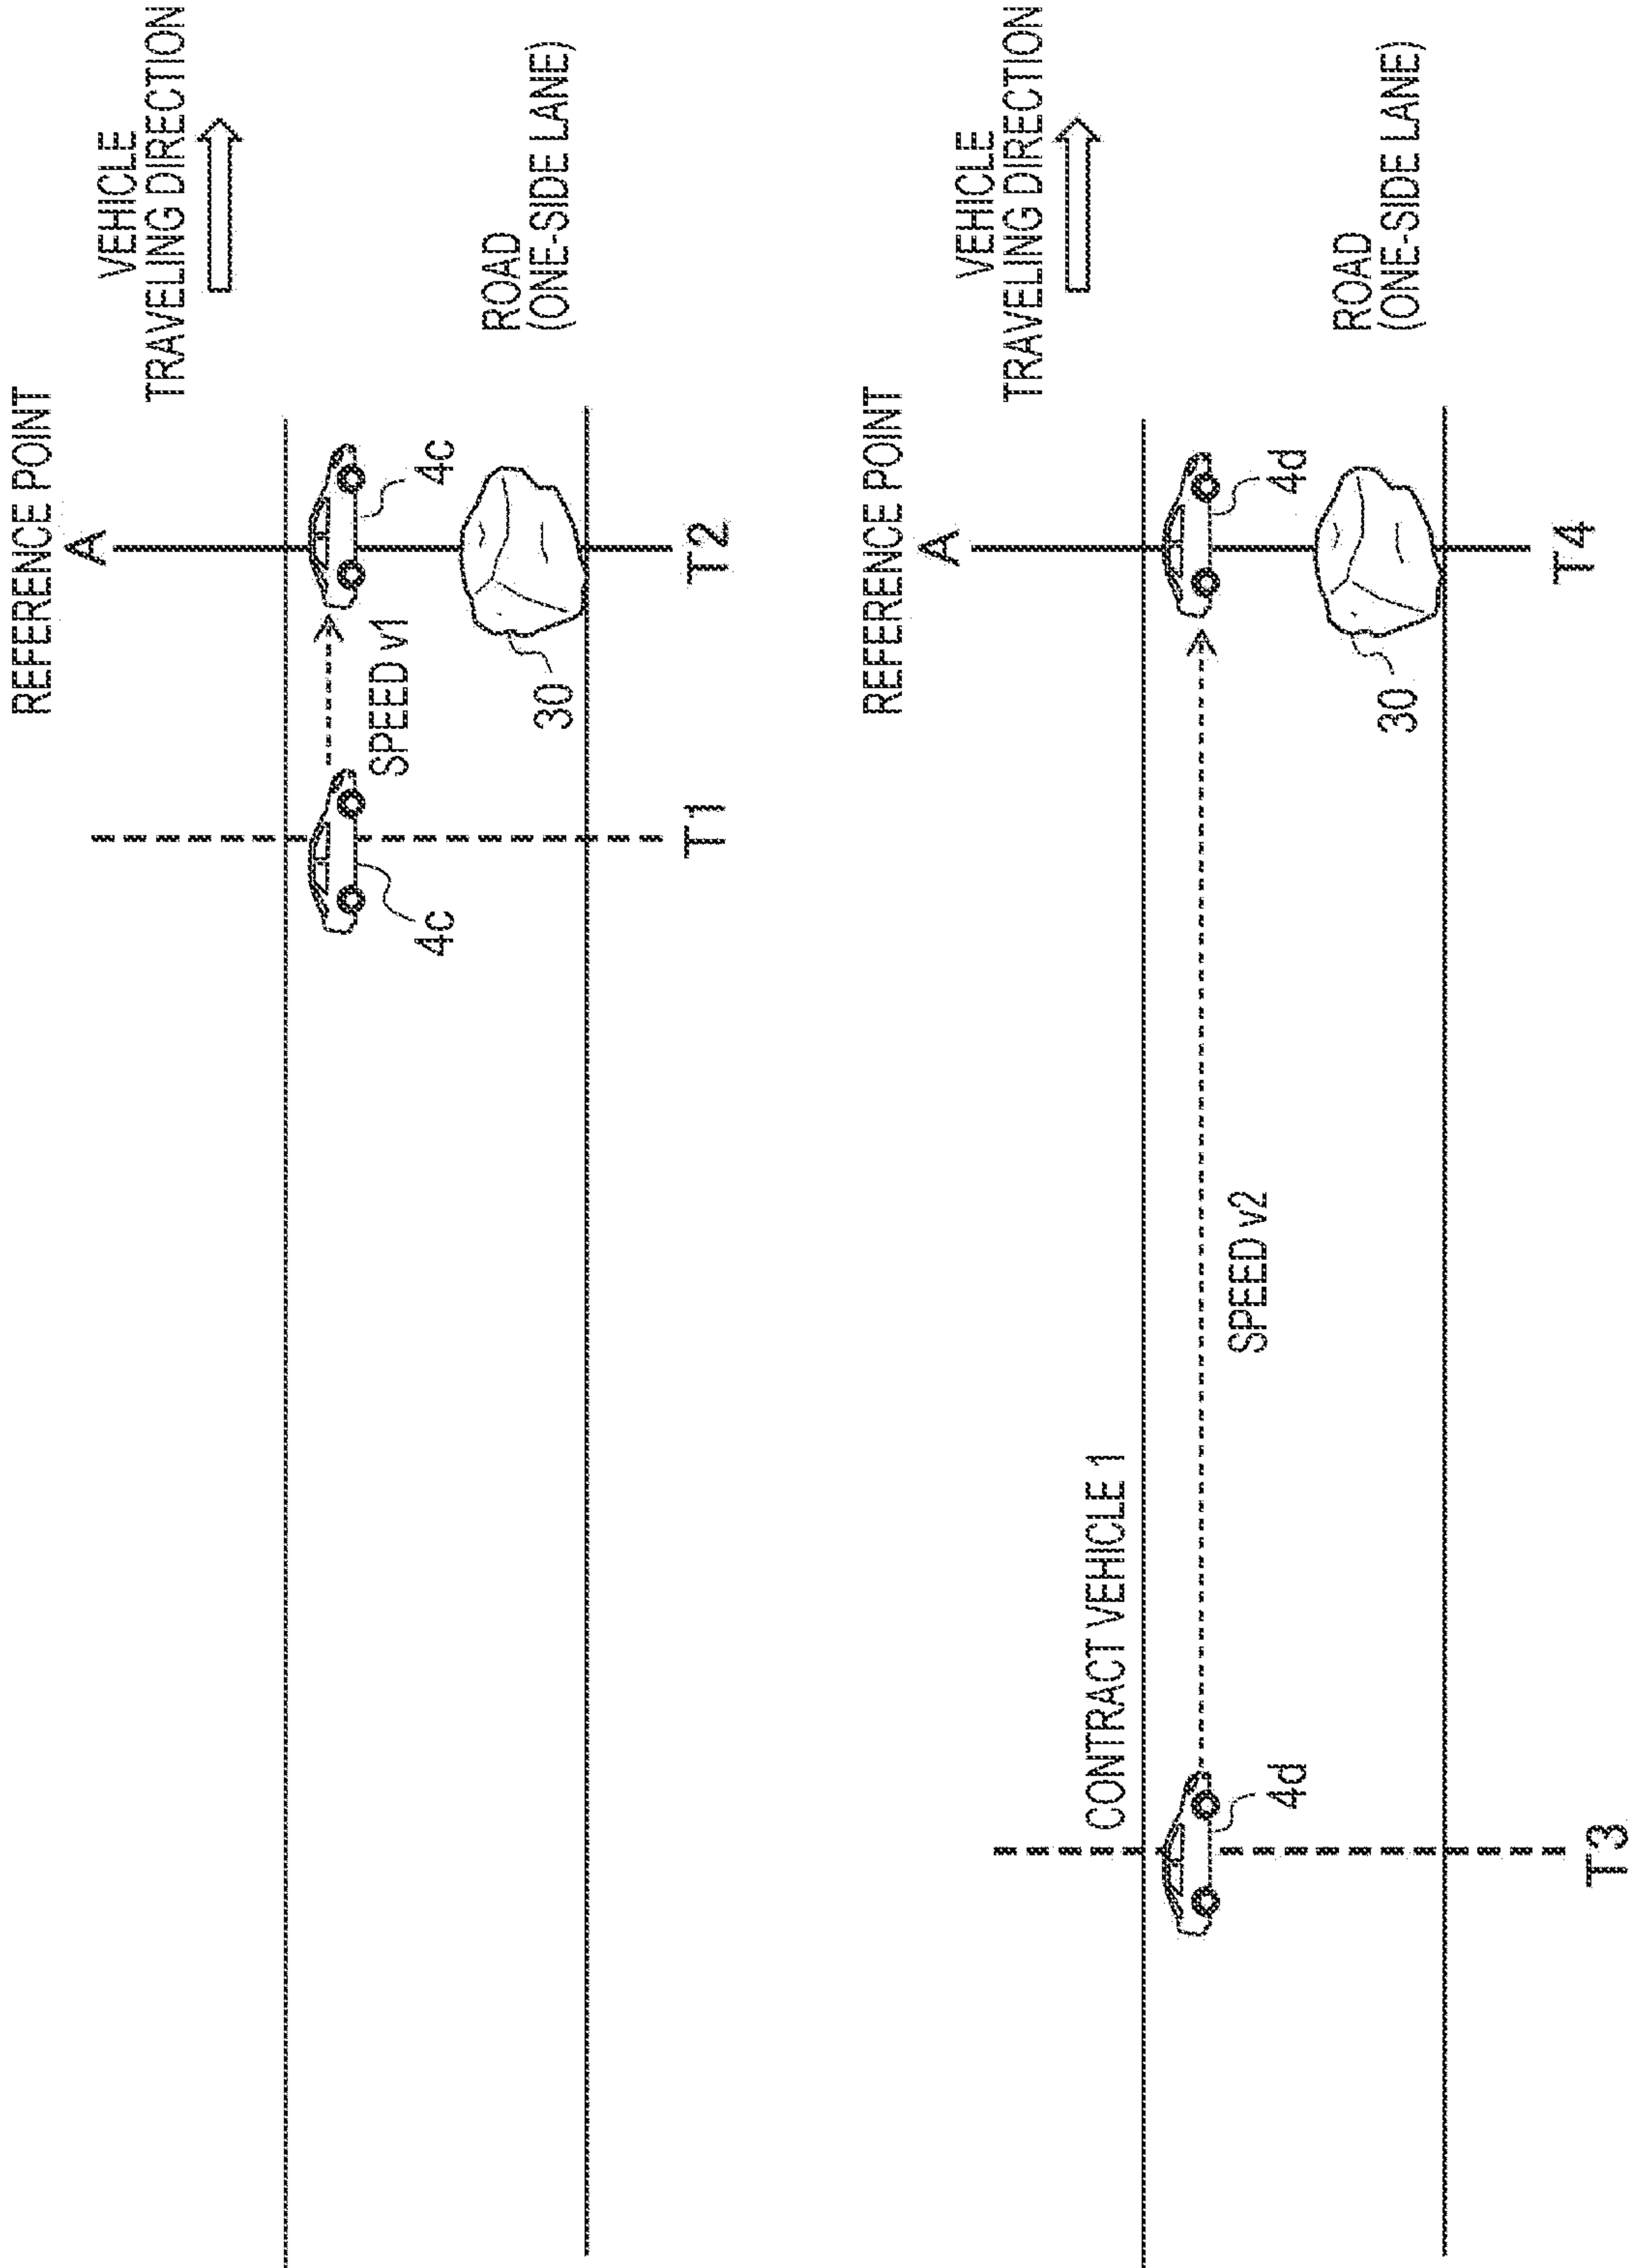 REFERENCE POINT
A
VEHICLE
TRAVELING DIRECTION
4c
4c
SPEED v1
30
ROAD
(ONE-SIDE LANE)
T1
T2
REFERENCE POINT
A
VEHICLE
TRAVELING DIRECTION
CONTRACT VEHICLE 1
4d
4d
SPEED v2
30
ROAD
(ONE-SIDE LANE)
T3
T4